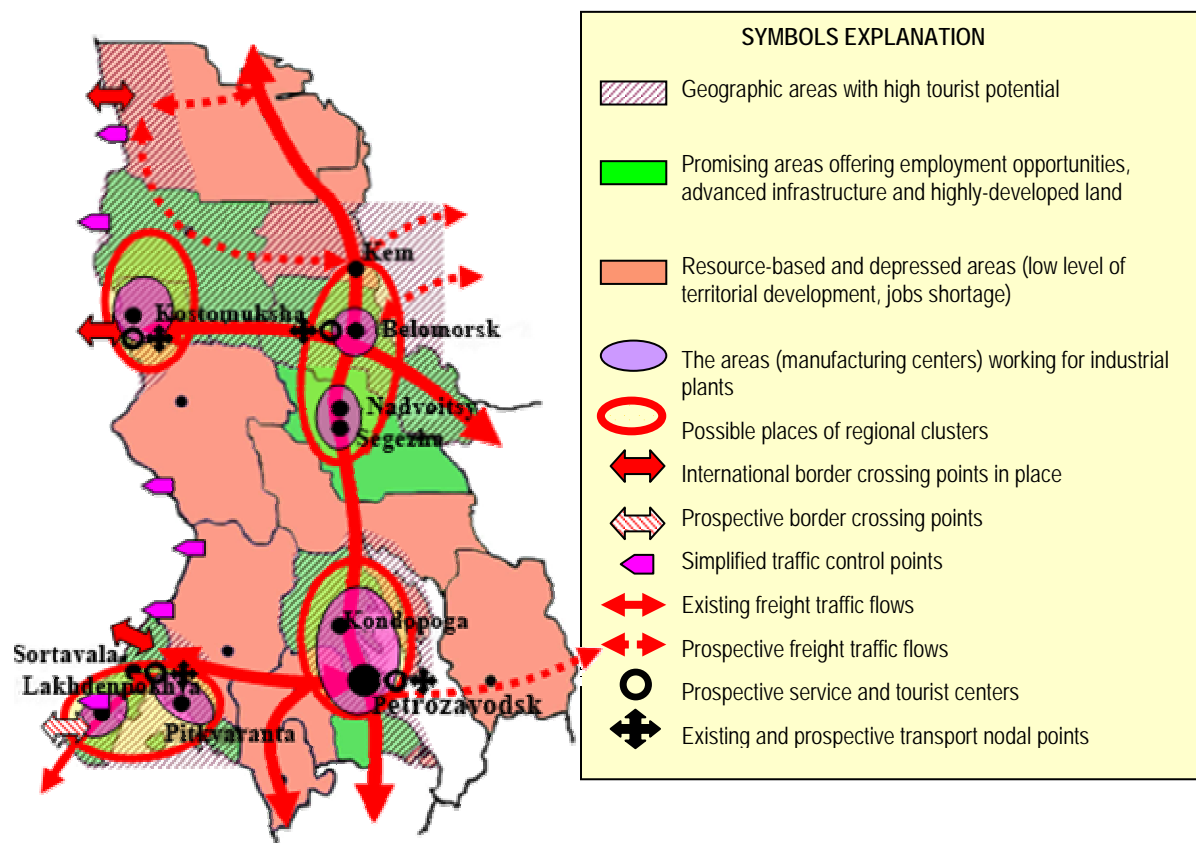 SYMBOLS EXPLANATION
Geographic areas with high tourist potential
Promising areas offering employment opportunities,
advanced infrastructure and highly-developed land
Resource-based and depressed areas (low level of
territorial development, jobs shortage)
The areas (manufacturing centers) working for industrial
plants
Possible places of regional clusters
International border crossing points in place
Prospective border crossing points
Simplified traffic control points
Existing freight traffic flows
Prospective freight traffic flows
Prospective service and tourist centers
Existing and prospective transport nodal points
Kem
Kostomuksha
Belomorsk
Nadvoitsy
Segezhu
Kondopoga
Sortavala
Lakhdenpokhya
Petrozavodsk
Pitkyaranta